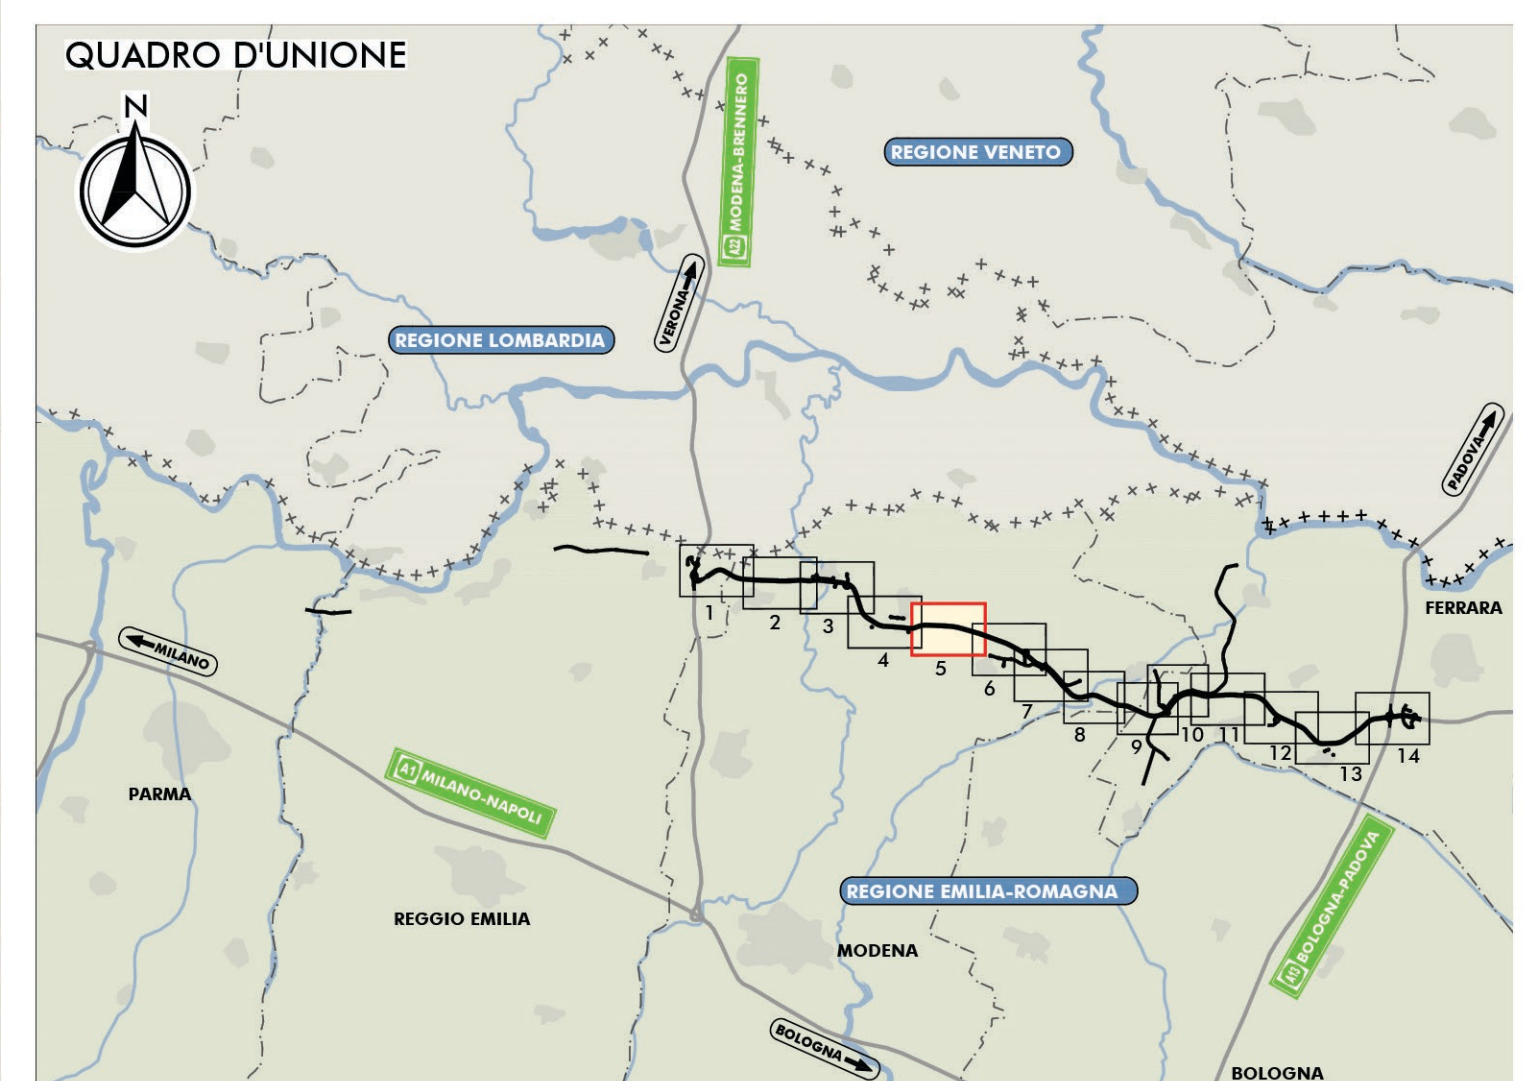 QUADRO D'UNIONE
N
A22 MODENA-BRENNERO
REGIONE VENETO
VERONA
REGIONE LOMBARDIA
PADOVA
FERRARA
1
2
3
4
5
6
7
8
9
10
11
12
13
14
MILANO
PARMA
A1 MILANO-NAPOLI
REGGIO EMILIA
REGIONE EMILIA-ROMAGNA
MODENA
A13 BOLOGNA-PADOVA
BOLOGNA
BOLOGNA